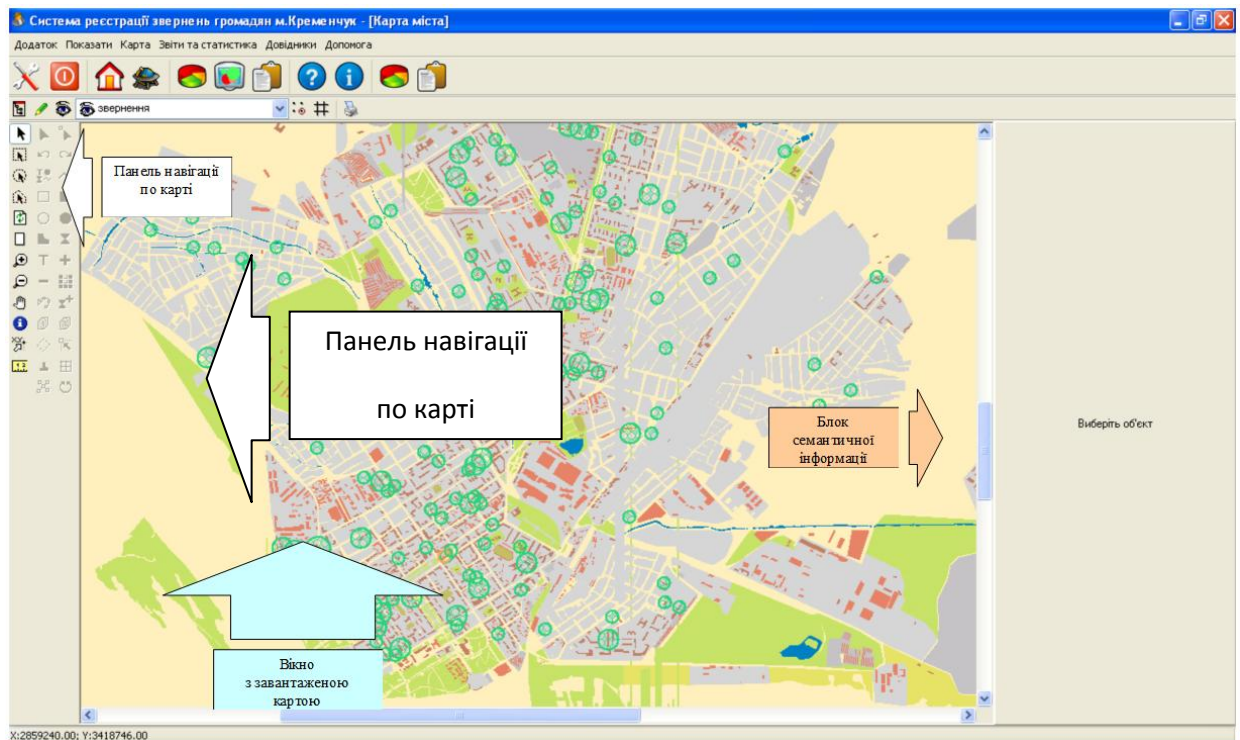 Система реєстрації звернень громадян м.Кременчук - [Карта міста]
Додаток Показати Карта Звіти та статистика Довідники Допомога
звернення
Панель навігації
по карті
Панель навігації
по карті
Блок
семантичної
інформації
Виберіть об'єкт
Вікно
з завантаженою
картою
X:2859240.00; Y:3418746.00